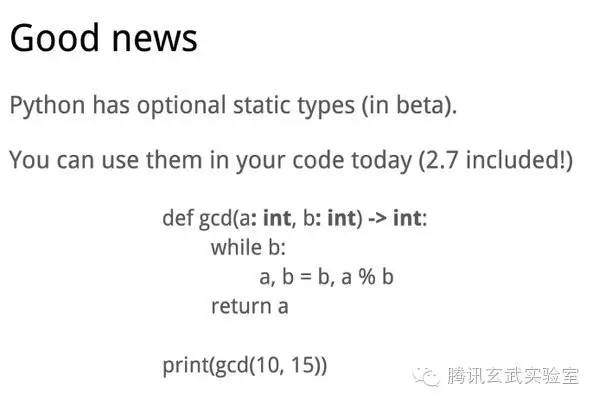 Good news
Python has optional static types (in beta).
You can use them in your code today (2.7 included!)
def gcd(a: int, b: int) -> int:
while b:
a, b = b, a % b
return a
print(gcd(10, 15))
腾讯玄武实验室